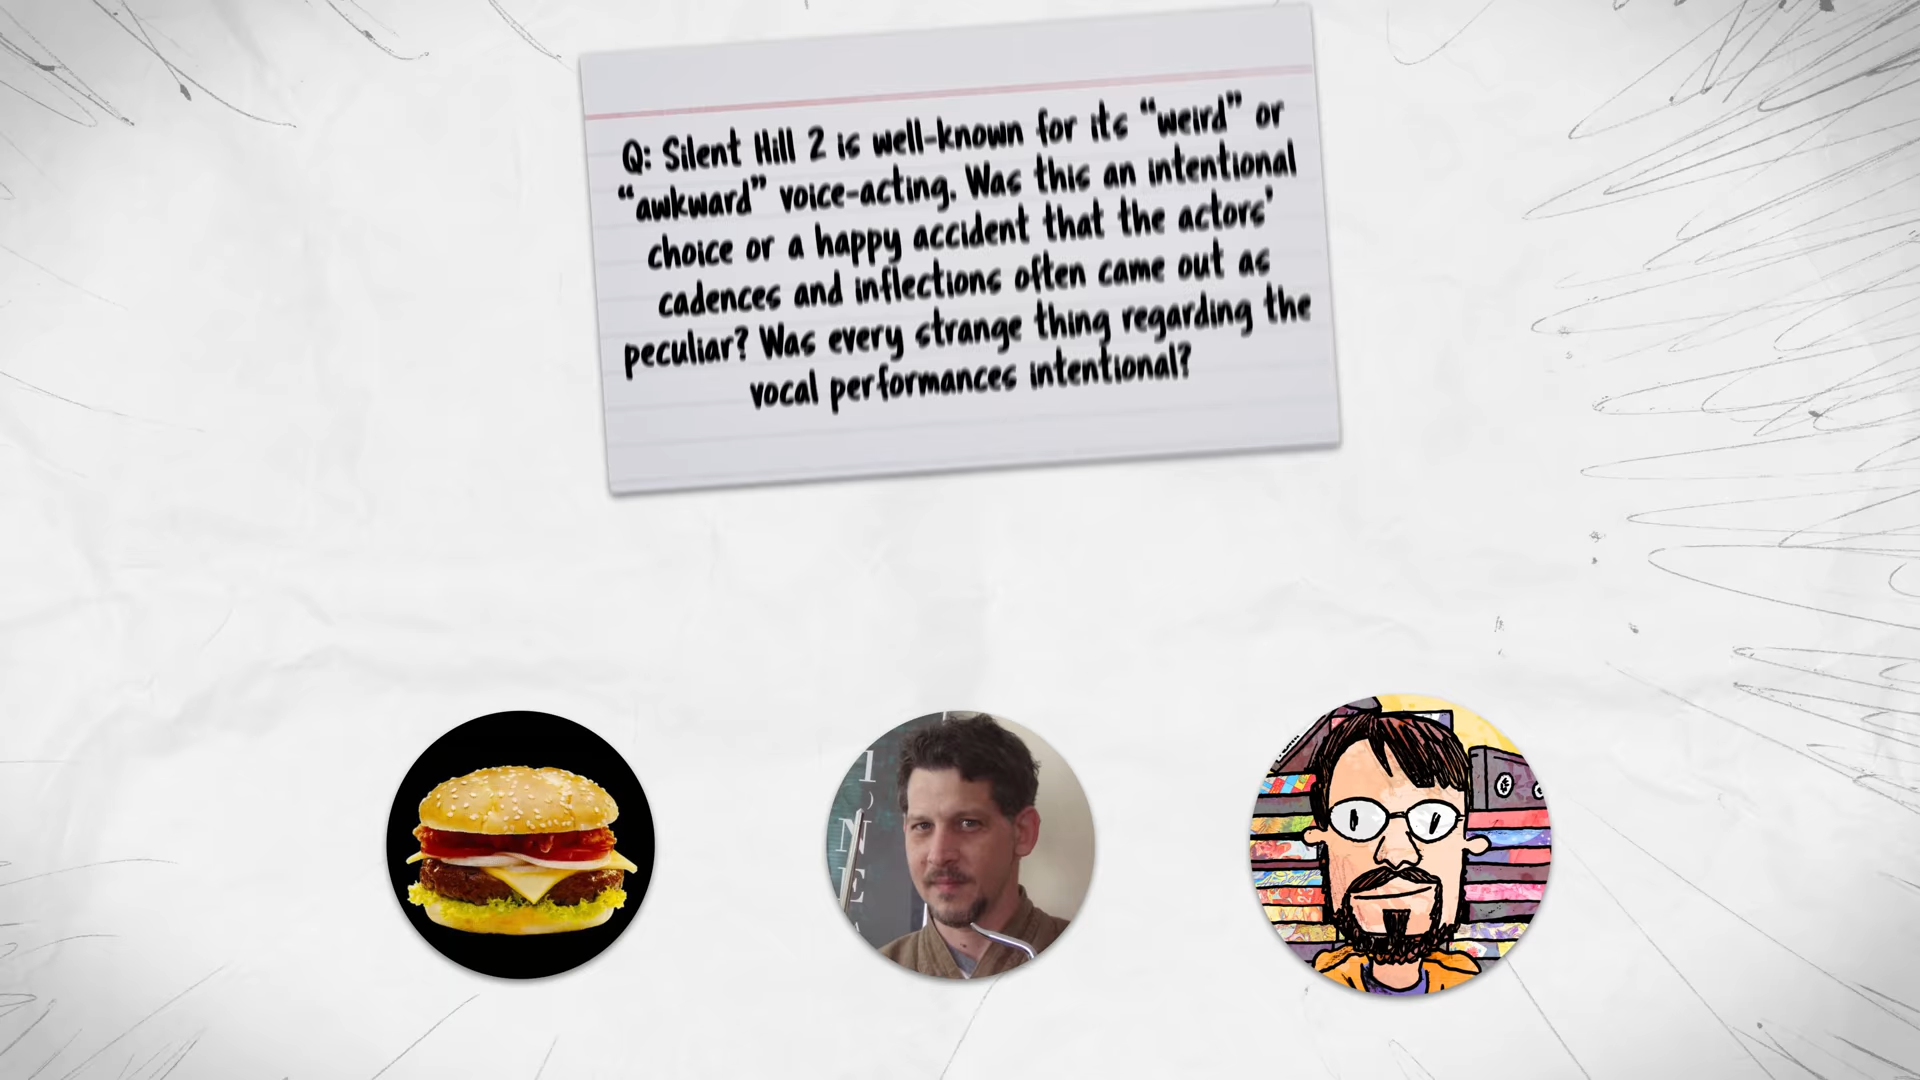 Q: Silent Hill 2 is well-known for its “weird” or
“awkward” voice-acting. Was this an intentional
choice or a happy accident that the actors’
cadences and inflections often came out as
peculiar? Was every strange thing regarding the
vocal performances intentional?